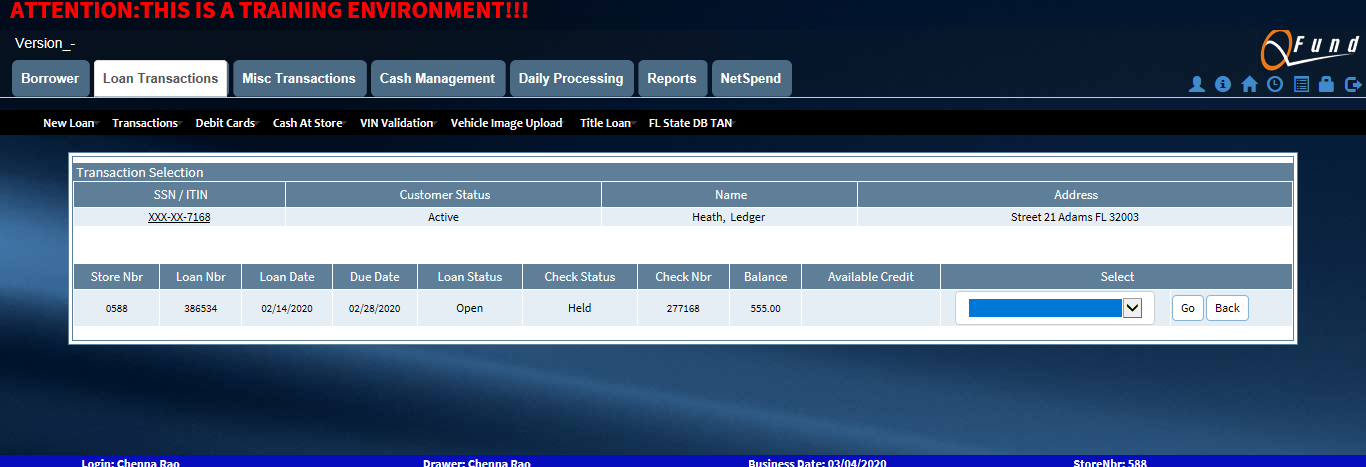 ATTENTION:THIS IS A TRAINING ENVIRONMENT!!!
Version_-
QFund
Borrower Loan Transactions Misc Transactions Cash Management Daily Processing Reports NetSpend
New Loan Transactions Debit Cards Cash At Store VIN Validation Vehicle Image Upload Title Loan FL State DB TAN
Transaction Selection
SSN / ITIN Customer Status Name Address
XXX-XX-7168 Active Heath, Ledger Street 21 Adams FL 32003
Store Nbr Loan Nbr Loan Date Due Date Loan Status Check Status Check Nbr Balance Available Credit Select
0588 386534 02/14/2020 02/28/2020 Open Held 277168 555.00 Go Back
Login: Chenna Rao Drawer: Chenna Rao Business Date: 03/04/2020 StoreNbr: 588